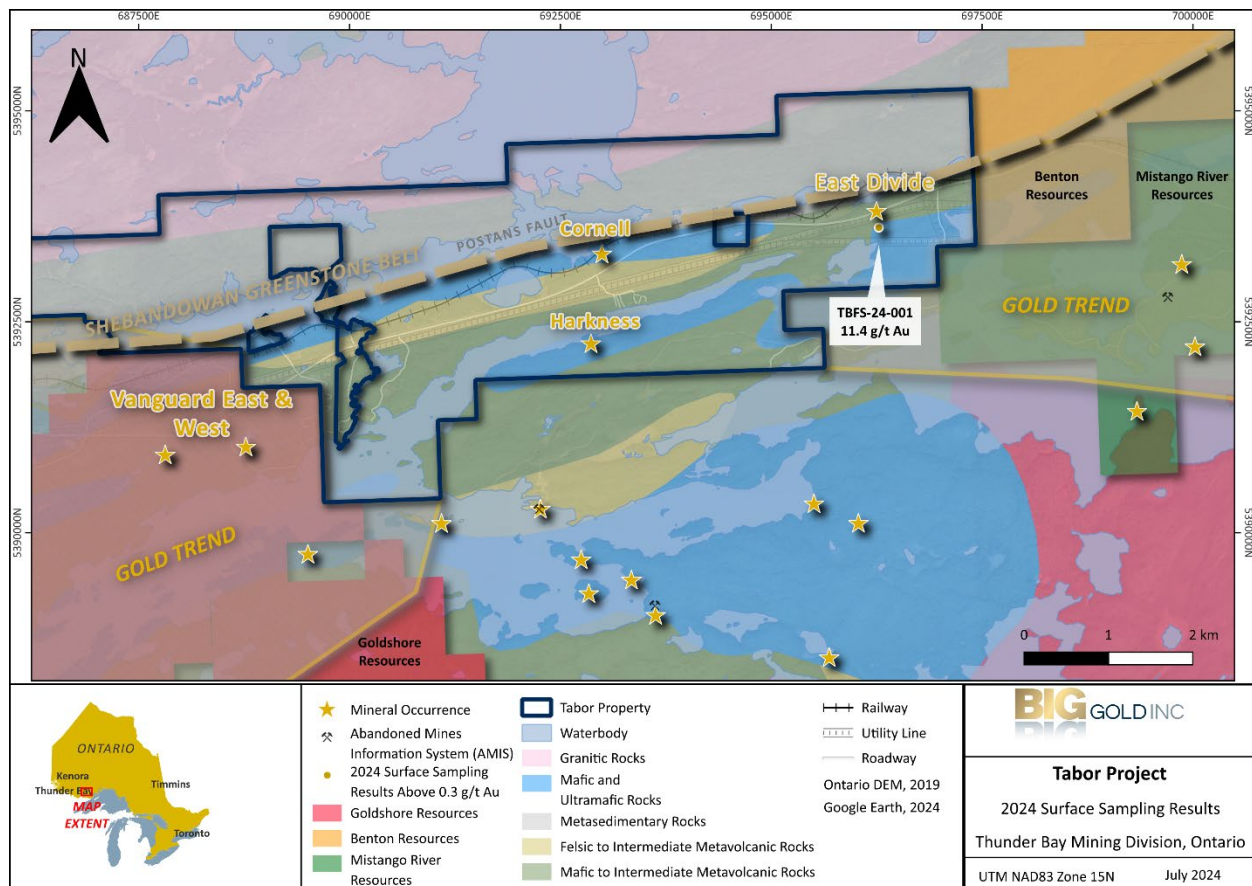 687500E
690000E
692500E
695000E
697500E
700000E
N
5395000N
5395000N
East Divide
Benton
Resources
Mistango River
Resources
POSTANS FAULT
Cornell
SHEBANDOWAN GREENSTONE BELT
TBFS-24-001
11.4 g/t Au
GOLD TREND
5392500N
5392500N
Harkness
Vanguard East &
West
5390000N
5390000N
GOLD TREND
Goldshore
Resources
0 1 2 km
ONTARIO
Kenora
Thunder Bay
Timmins
MAP
EXTENT
Toronto
Mineral Occurrence
Abandoned Mines
Information System (AMIS)
2024 Surface Sampling
Results Above 0.3 g/t Au
Goldshore Resources
Benton Resources
Mistango River
Resources
Tabor Property
Waterbody
Granitic Rocks
Mafic and
Ultramafic Rocks
Metasedimentary Rocks
Felsic to Intermediate Metavolcanic Rocks
Mafic to Intermediate Metavolcanic Rocks
Railway
Utility Line
Roadway
Ontario DEM, 2019
Google Earth, 2024
BIG GOLD INC
Tabor Project
2024 Surface Sampling Results
Thunder Bay Mining Division, Ontario
UTM NAD83 Zone 15N July 2024